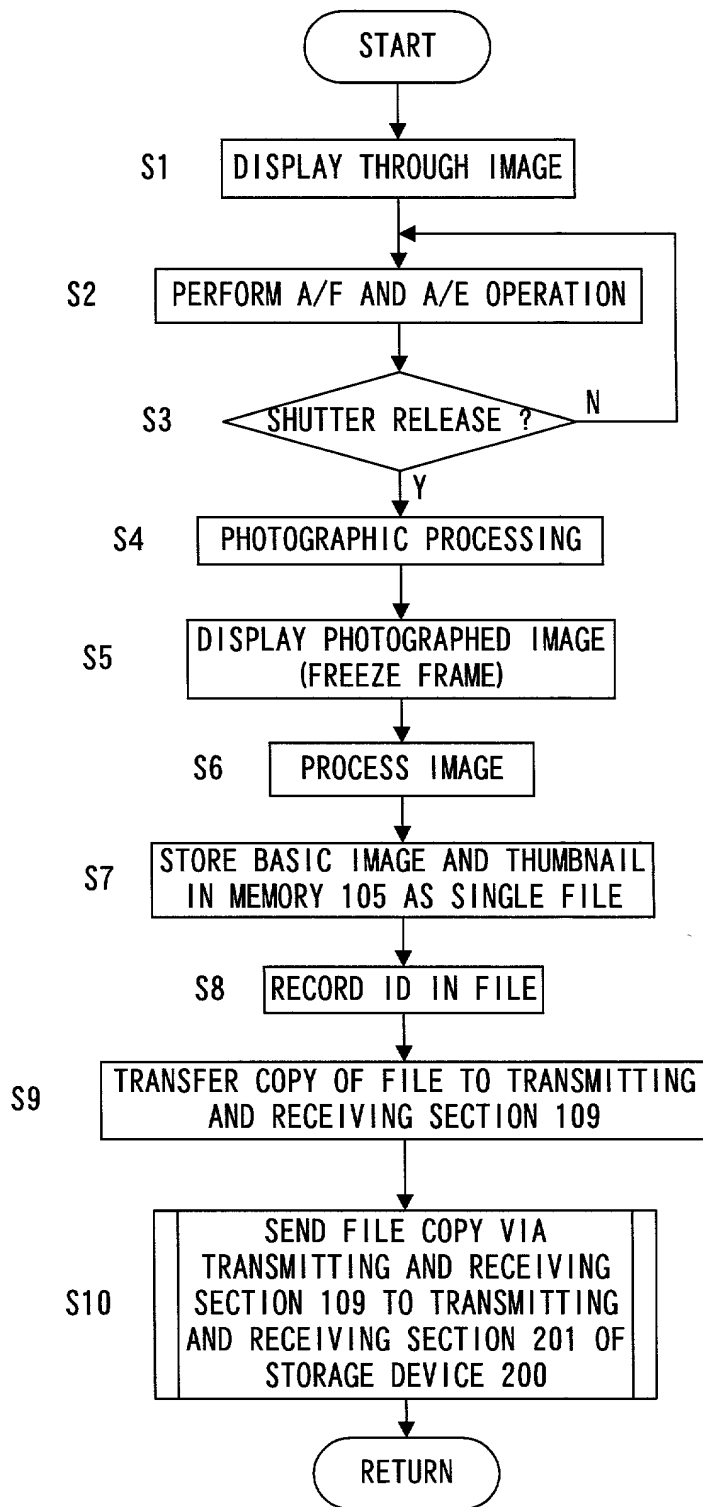 START
S1 DISPLAY THROUGH IMAGE
S2 PERFORM A/F AND A/E OPERATION
S3 SHUTTER RELEASE ? N
Y
S4 PHOTOGRAPHIC PROCESSING
S5 DISPLAY PHOTOGRAPHED IMAGE
(FREEZE FRAME)
S6 PROCESS IMAGE
S7 STORE BASIC IMAGE AND THUMBNAIL
IN MEMORY 105 AS SINGLE FILE
S8 RECORD ID IN FILE
S9 TRANSFER COPY OF FILE TO TRANSMITTING
AND RECEIVING SECTION 109
S10 SEND FILE COPY VIA
TRANSMITTING AND RECEIVING
SECTION 109 TO TRANSMITTING
AND RECEIVING SECTION 201 OF
STORAGE DEVICE 200
RETURN